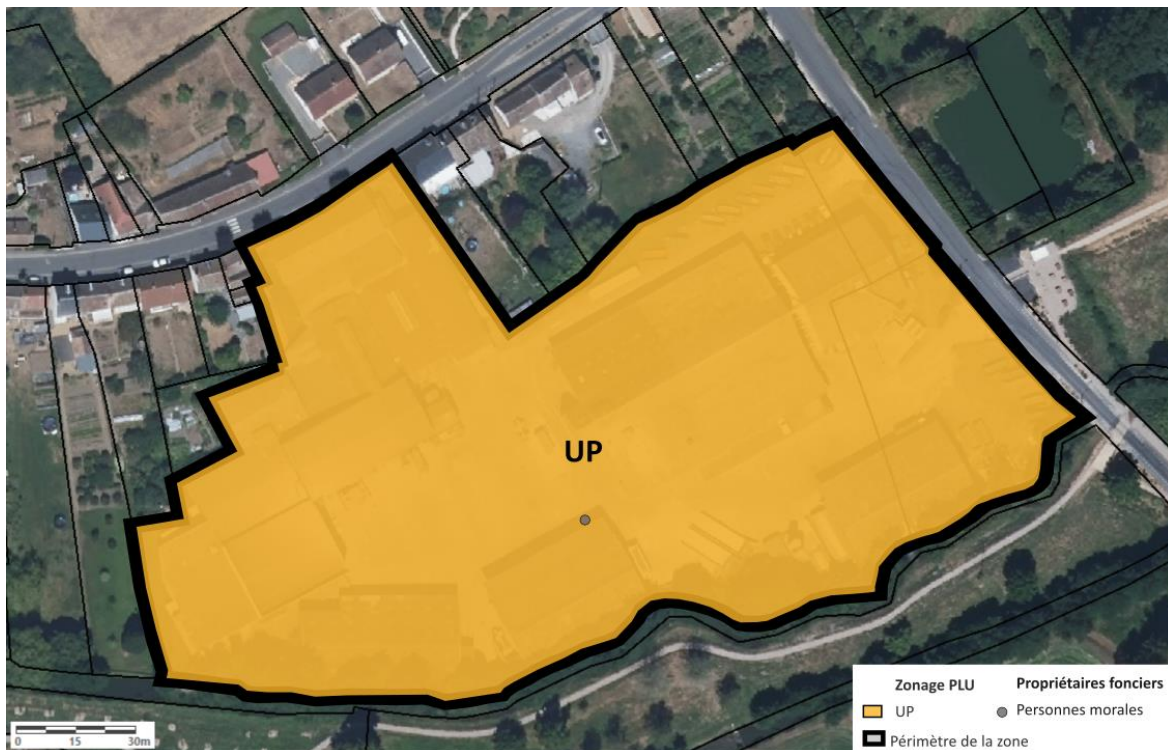 UP
Zonage PLU Propriétaires fonciers
UP Personnes morales
Périmètre de la zone
0 15 30m